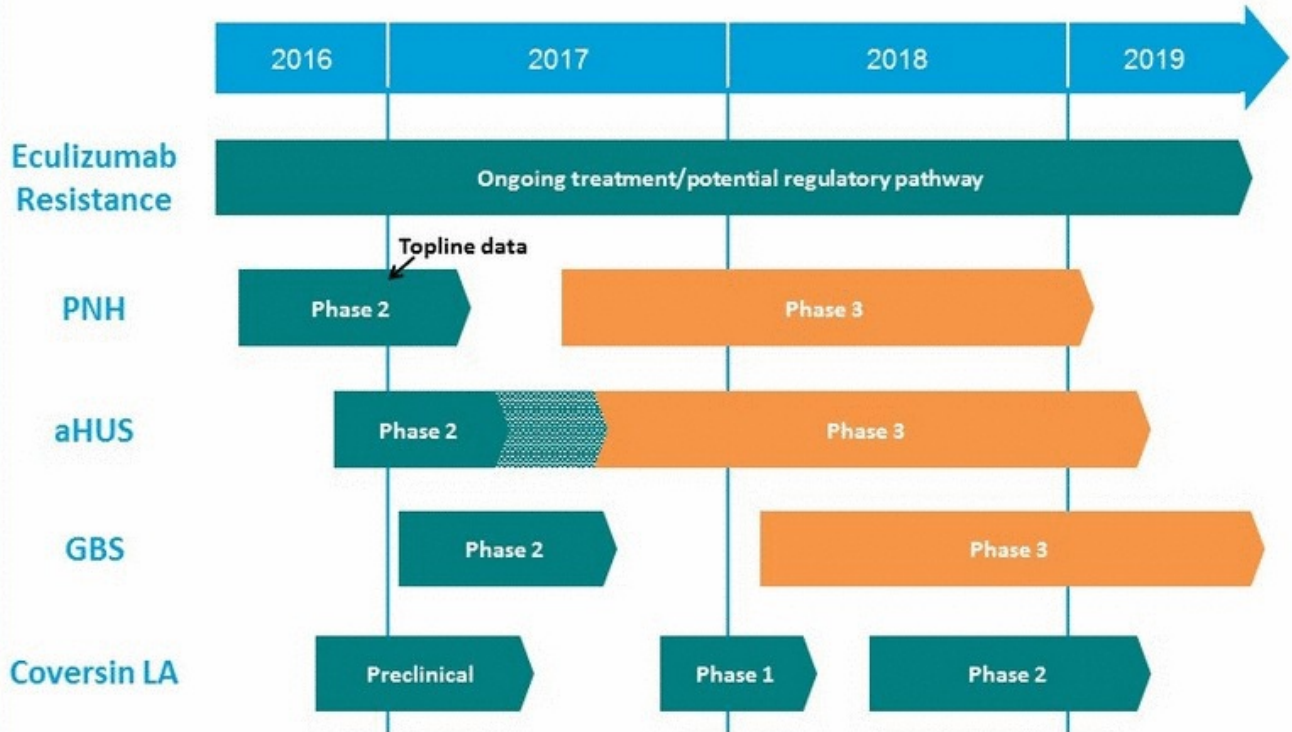 2016 2017 2018 2019
Eculizumab
Resistance
Ongoing treatment/potential regulatory pathway
Topline data
PNH Phase 2 Phase 3
aHUS Phase 2 Phase 3
GBS Phase 2 Phase 3
Coversin LA Preclinical Phase 1 Phase 2